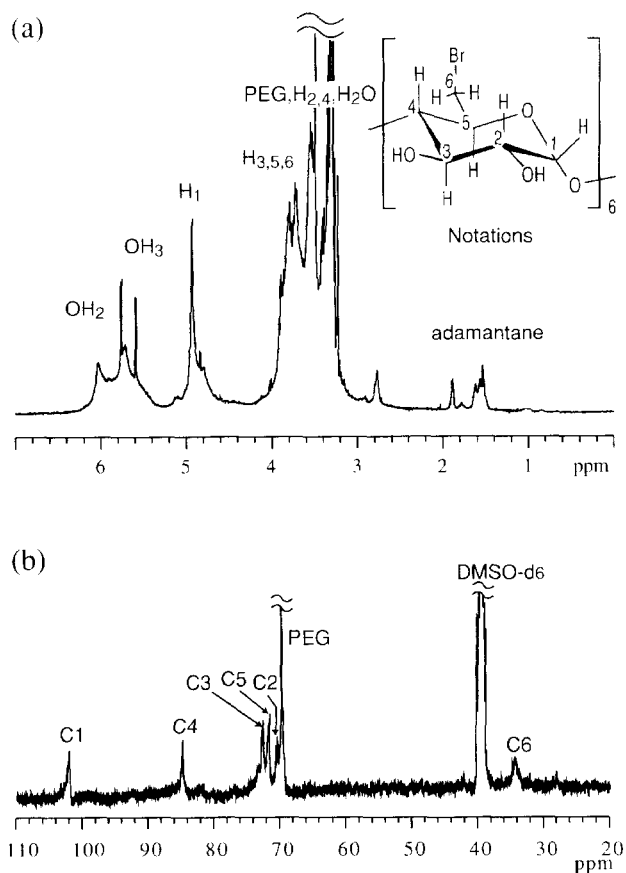 (a)
PEG,H2,4,H2O
H3,5,6
H1
OH3
OH2
Br
6
H H
H
4
5
O
H
H
HO
3
2
1
OH
H
O
6
Notations
adamantane
6 5 4 3 2 1 ppm
(b)
DMSO-d6
PEG
C3
C5
C2
C1
C4
C6
110 100 90 80 70 60 50 40 30 20
ppm